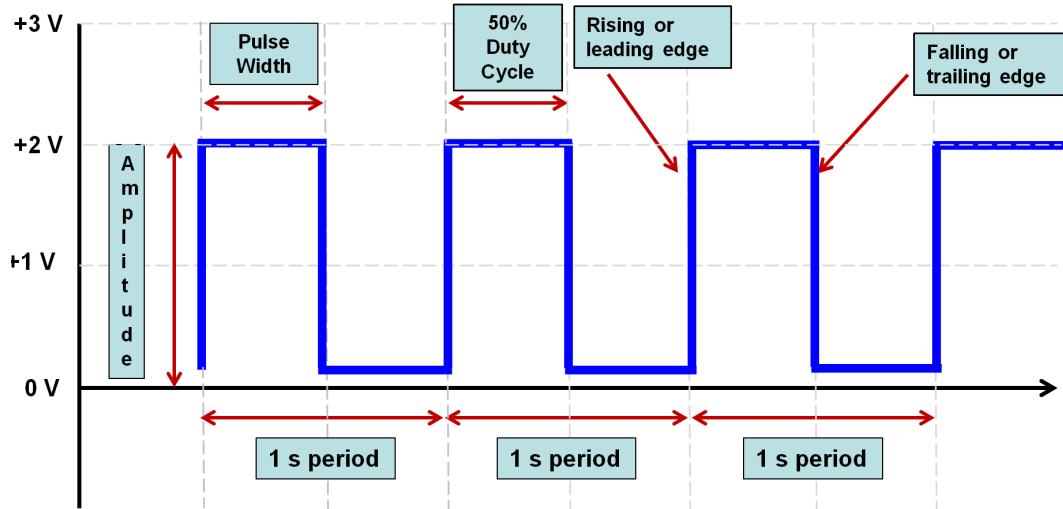 +3 V
Pulse
Width
50%
Duty
Cycle
Rising or
leading edge
Falling or
trailing edge
+2 V
A
m
p
l
i
t
u
d
e
+1 V
0 V
1 s period
1 s period
1 s period